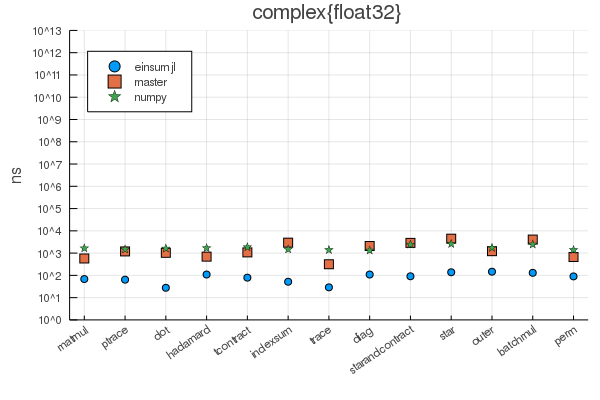 complex{float32}
10^13
10^12
10^11
10^10
10^9
10^8
10^7
10^6
10^5
10^4
10^3
10^2
10^1
10^0
ns
einsumjl
master
numpy
matmul
ptrace
dot
hadamard
tcontract
indexsum
trace
diag
starandcontract
star
outer
batchmul
perm